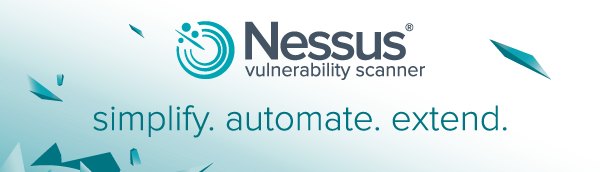 Nessus®
vulnerability scanner
simplify. automate. extend.